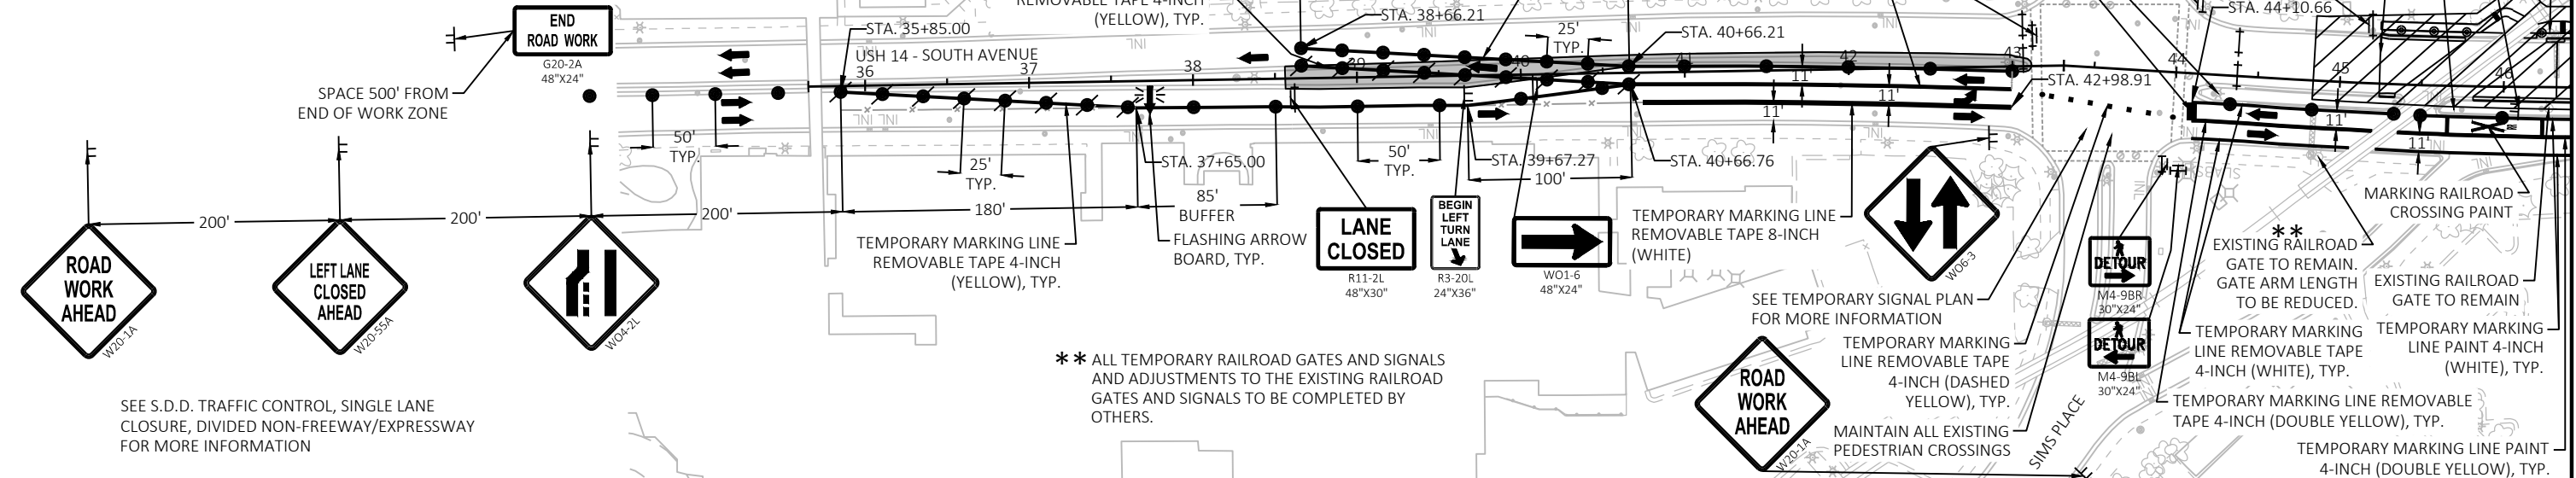 END
ROAD WORK
G20-2A
48"X24"
SPACE 500' FROM
END OF WORK ZONE
REMOVABLE TAPE 4-INCH
(YELLOW), TYP.
STA. 35+85.00
USH 14 - SOUTH AVENUE
36
37
38
39
40
41
42
43
44
45
46
STA. 38+66.21
25'
TYP.
STA. 40+66.21
11'
11'
11'
STA. 42+98.91
STA. 44+10.66
11'
11'
50'
TYP.
25'
TYP.
STA. 37+65.00
50'
TYP.
STA. 39+67.27
100'
STA. 40+66.76
200'
200'
200'
180'
85'
BUFFER
ROAD
WORK
AHEAD
W20-1A
LEFT LANE
CLOSED
AHEAD
W20-55A
WO4-2L
TEMPORARY MARKING LINE
REMOVABLE TAPE 4-INCH
(YELLOW), TYP.
FLASHING ARROW
BOARD, TYP.
LANE
CLOSED
R11-2L
48"X30"
BEGIN
LEFT
TURN
LANE
R3-20L
24"X36"
WO1-6
48"X24"
TEMPORARY MARKING LINE
REMOVABLE TAPE 8-INCH
(WHITE)
WO6-3
SEE TEMPORARY SIGNAL PLAN
FOR MORE INFORMATION
TEMPORARY MARKING
LINE REMOVABLE TAPE
4-INCH (DASHED
YELLOW), TYP.
MAINTAIN ALL EXISTING
PEDESTRIAN CROSSINGS
ROAD
WORK
AHEAD
W20-1A
SIMS PLACE
DETOUR
M4-9BR
30"X24"
DETOUR
M4-9BL
30"X24"
MARKING RAILROAD
CROSSING PAINT
**
EXISTING RAILROAD
GATE TO REMAIN.
GATE ARM LENGTH
TO BE REDUCED.
EXISTING RAILROAD
GATE TO REMAIN
TEMPORARY MARKING
LINE REMOVABLE TAPE
4-INCH (WHITE), TYP.
TEMPORARY MARKING
LINE PAINT 4-INCH
(WHITE), TYP.
TEMPORARY MARKING LINE REMOVABLE
TAPE 4-INCH (DOUBLE YELLOW), TYP.
TEMPORARY MARKING LINE PAINT
4-INCH (DOUBLE YELLOW), TYP.
** ALL TEMPORARY RAILROAD GATES AND SIGNALS
AND ADJUSTMENTS TO THE EXISTING RAILROAD
GATES AND SIGNALS TO BE COMPLETED BY
OTHERS.
SEE S.D.D. TRAFFIC CONTROL, SINGLE LANE
CLOSURE, DIVIDED NON-FREEWAY/EXPRESSWAY
FOR MORE INFORMATION